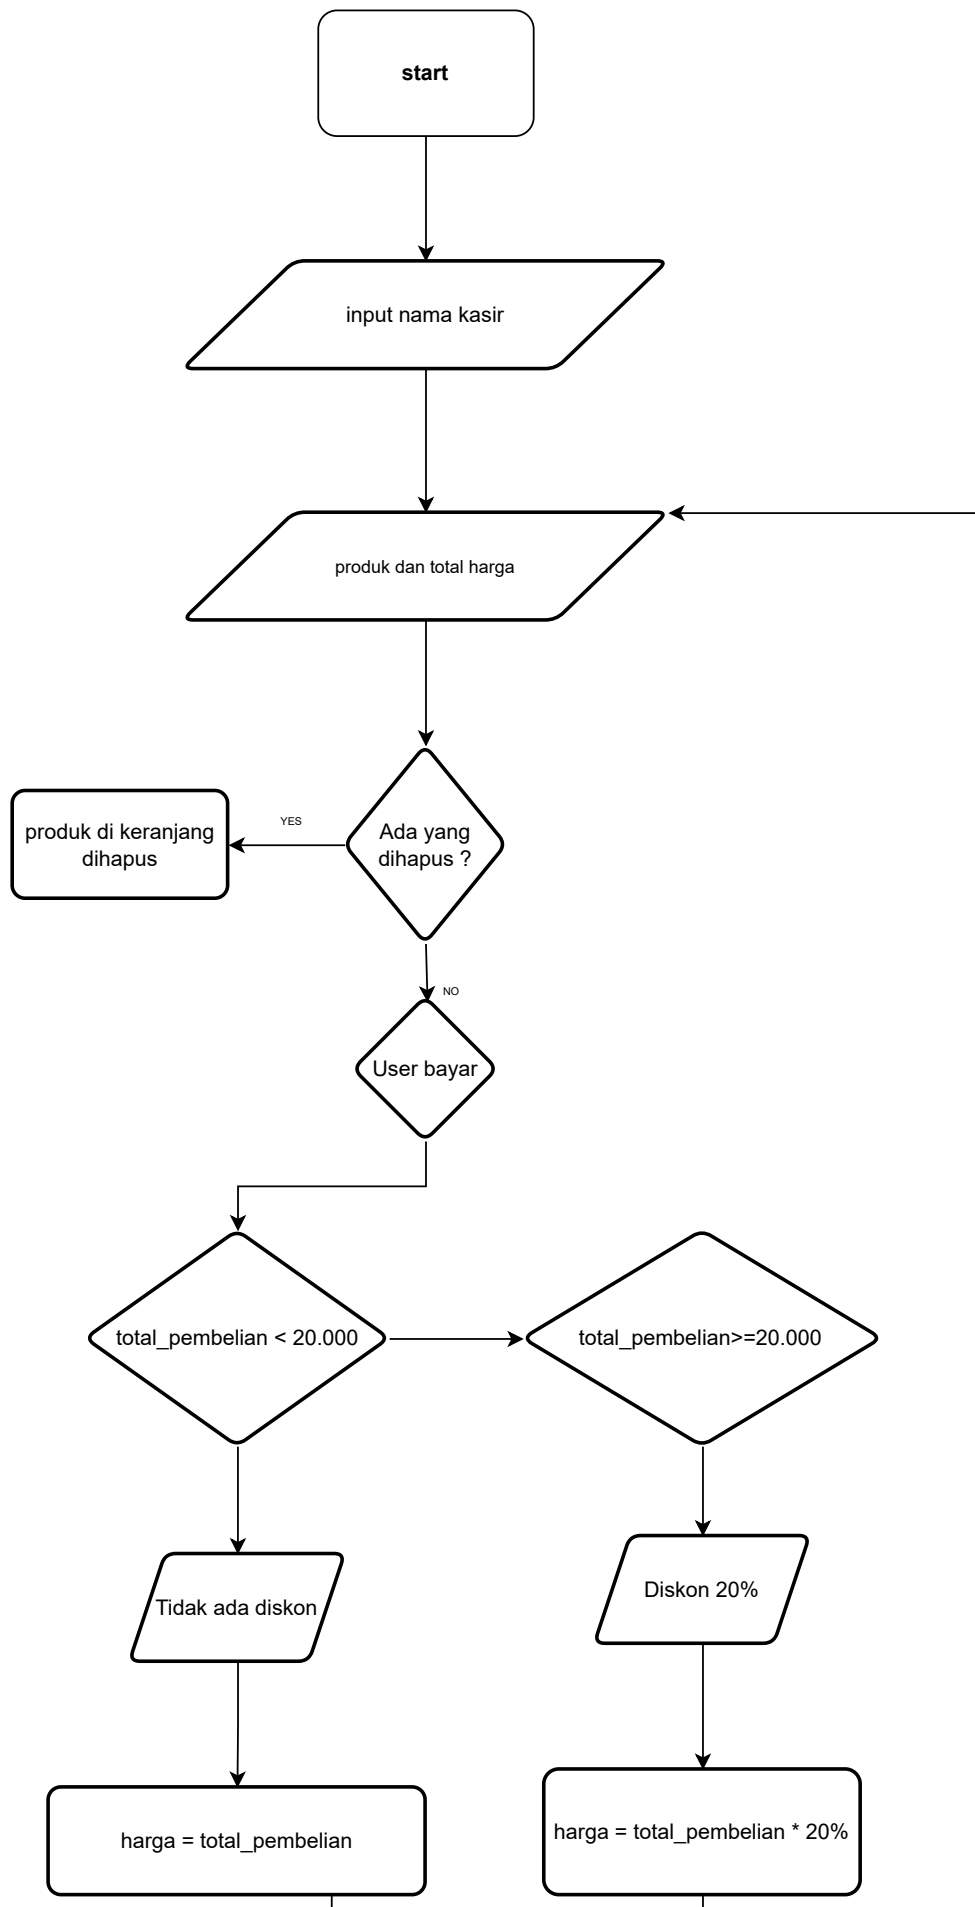 start
input nama kasir
produk dan total harga
Ada yang
dihapus ?
YES
produk di keranjang
dihapus
NO
User bayar
total_pembelian < 20.000
total_pembelian>=20.000
Tidak ada diskon
Diskon 20%
harga = total_pembelian
harga = total_pembelian * 20%